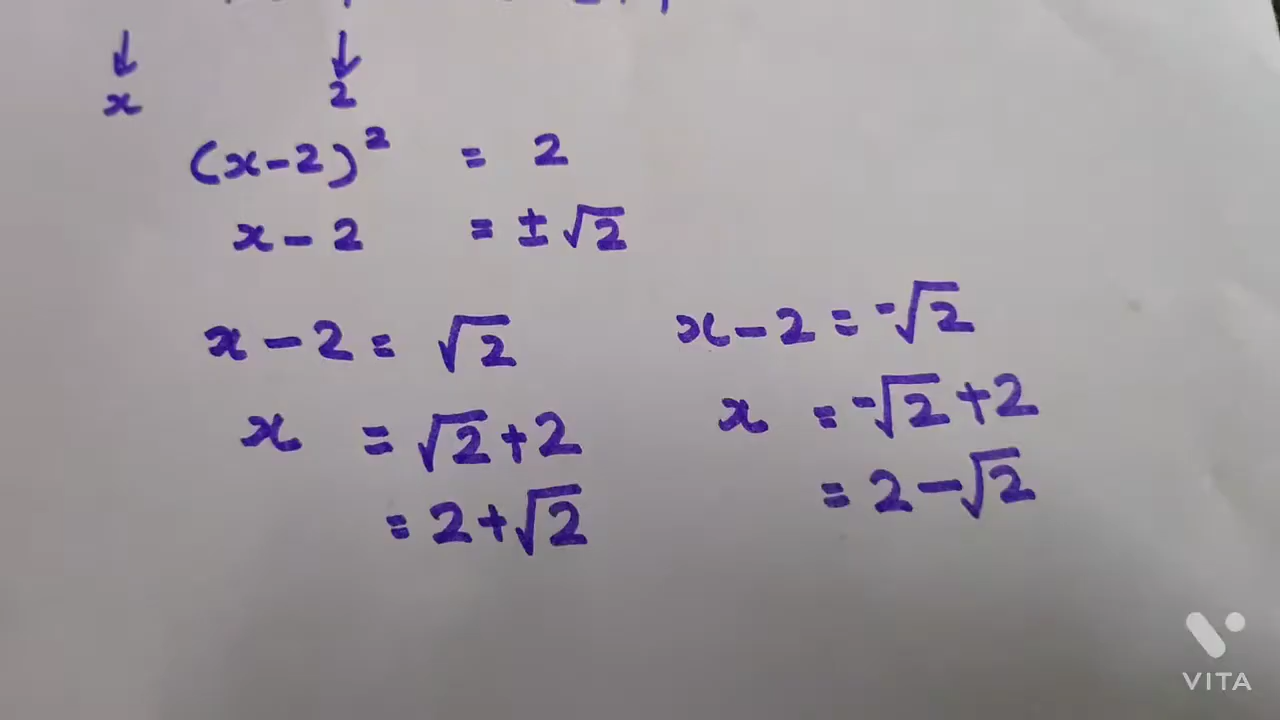 ↓ ↓
x 2
(x-2)² = 2
x - 2 = ±√2
x - 2 = √2 x - 2 = -√2
x = √2 + 2 x = -√2 + 2
= 2 + √2 = 2 - √2
VITA